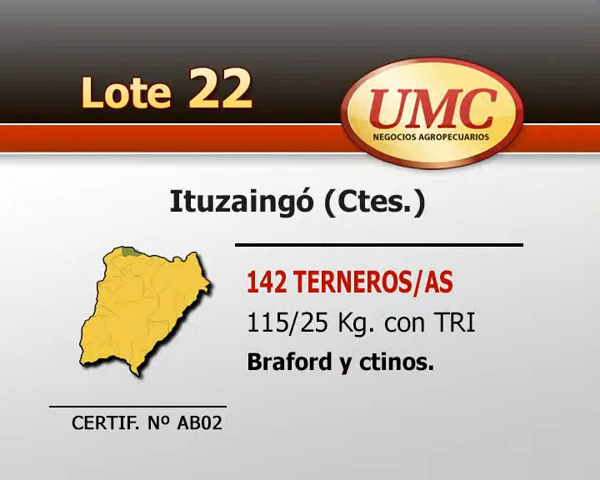 Lote 22
UMC
NEGOCIOS AGROPECUARIOS
Ituzaingó (Ctes.)
142 TERNEROS/AS
115/25 Kg. con TRI
Braford y ctinos.
CERTIF. Nº AB02